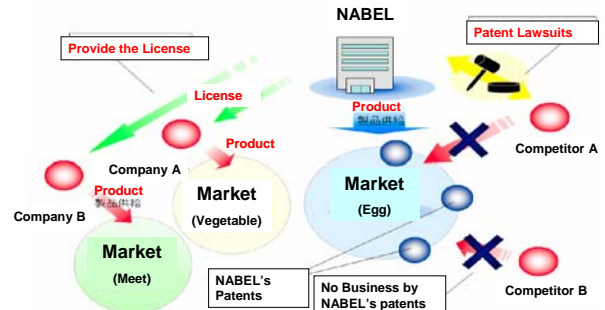 NABEL
Provide the License
Patent Lawsuits
License
Product
製品供給
Product
Company A
Competitor A
Product
製品供給
Company B
Market
(Vegetable)
Market
(Egg)
Market
(Meet)
NABEL's
Patents
No Business by
NABEL's patents
Competitor B